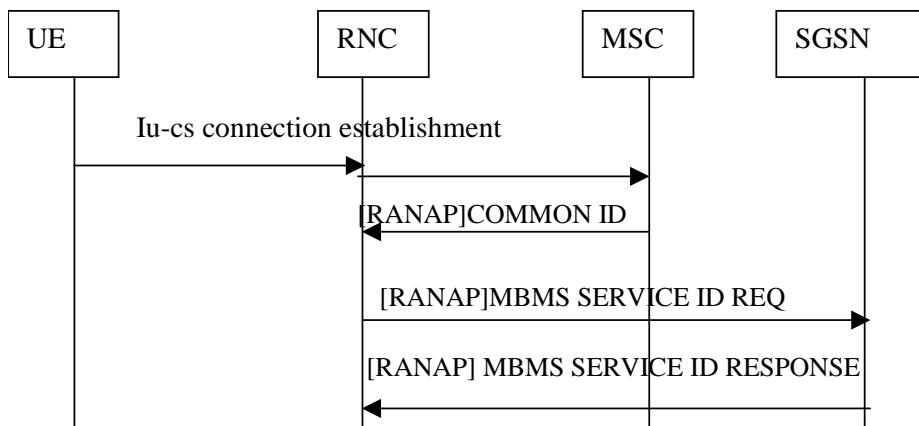 UE
RNC
MSC
SGSN
Iu-cs connection establishment
[RANAP]COMMON ID
[RANAP]MBMS SERVICE ID REQ
[RANAP] MBMS SERVICE ID RESPONSE